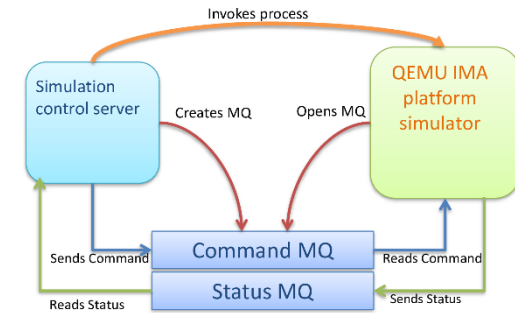 Invokes process
Simulation
control server
QEMU IMA
platform
simulator
Creates MQ
Opens MQ
Command MQ
Sends Command
Reads Command
Status MQ
Reads Status
Sends Status